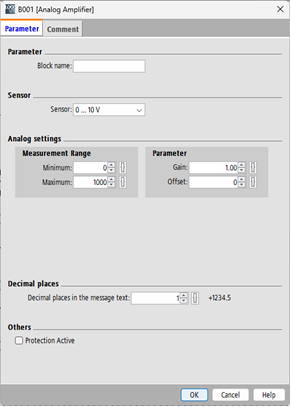 B001 [Analog Amplifier]
Parameter Comment
Parameter
Block name:
Sensor
Sensor: 0 ... 10 V
Analog settings
Measurement Range
Minimum: 0
Maximum: 1000
Parameter
Gain: 1.00
Offset: 0
Decimal places
Decimal places in the message text: 1 +1234.5
Others
Protection Active
OK Cancel Help